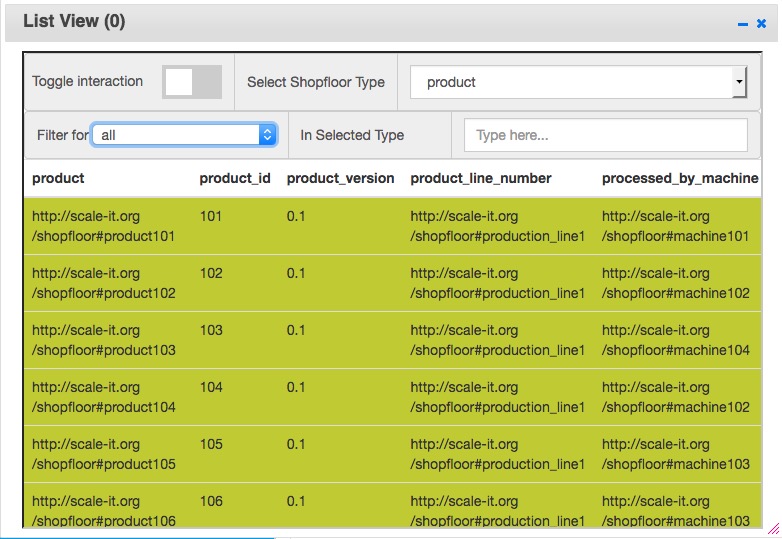 List View (0)
Toggle interaction Select Shopfloor Type product
Filter for all In Selected Type Type here...
product product_id product_version product_line_number processed_by_machine
http://scale-it.org 101 0.1 http://scale-it.org http://scale-it.org
/shopfloor#product101 /shopfloor#production_line1 /shopfloor#machine101
http://scale-it.org 102 0.1 http://scale-it.org http://scale-it.org
/shopfloor#product102 /shopfloor#production_line1 /shopfloor#machine102
http://scale-it.org 103 0.1 http://scale-it.org http://scale-it.org
/shopfloor#product103 /shopfloor#production_line1 /shopfloor#machine104
http://scale-it.org 104 0.1 http://scale-it.org http://scale-it.org
/shopfloor#product104 /shopfloor#production_line1 /shopfloor#machine102
http://scale-it.org 105 0.1 http://scale-it.org http://scale-it.org
/shopfloor#product105 /shopfloor#production_line1 /shopfloor#machine103
http://scale-it.org 106 0.1 http://scale-it.org http://scale-it.org
/shopfloor#product106 /shopfloor#production_line1 /shopfloor#machine103